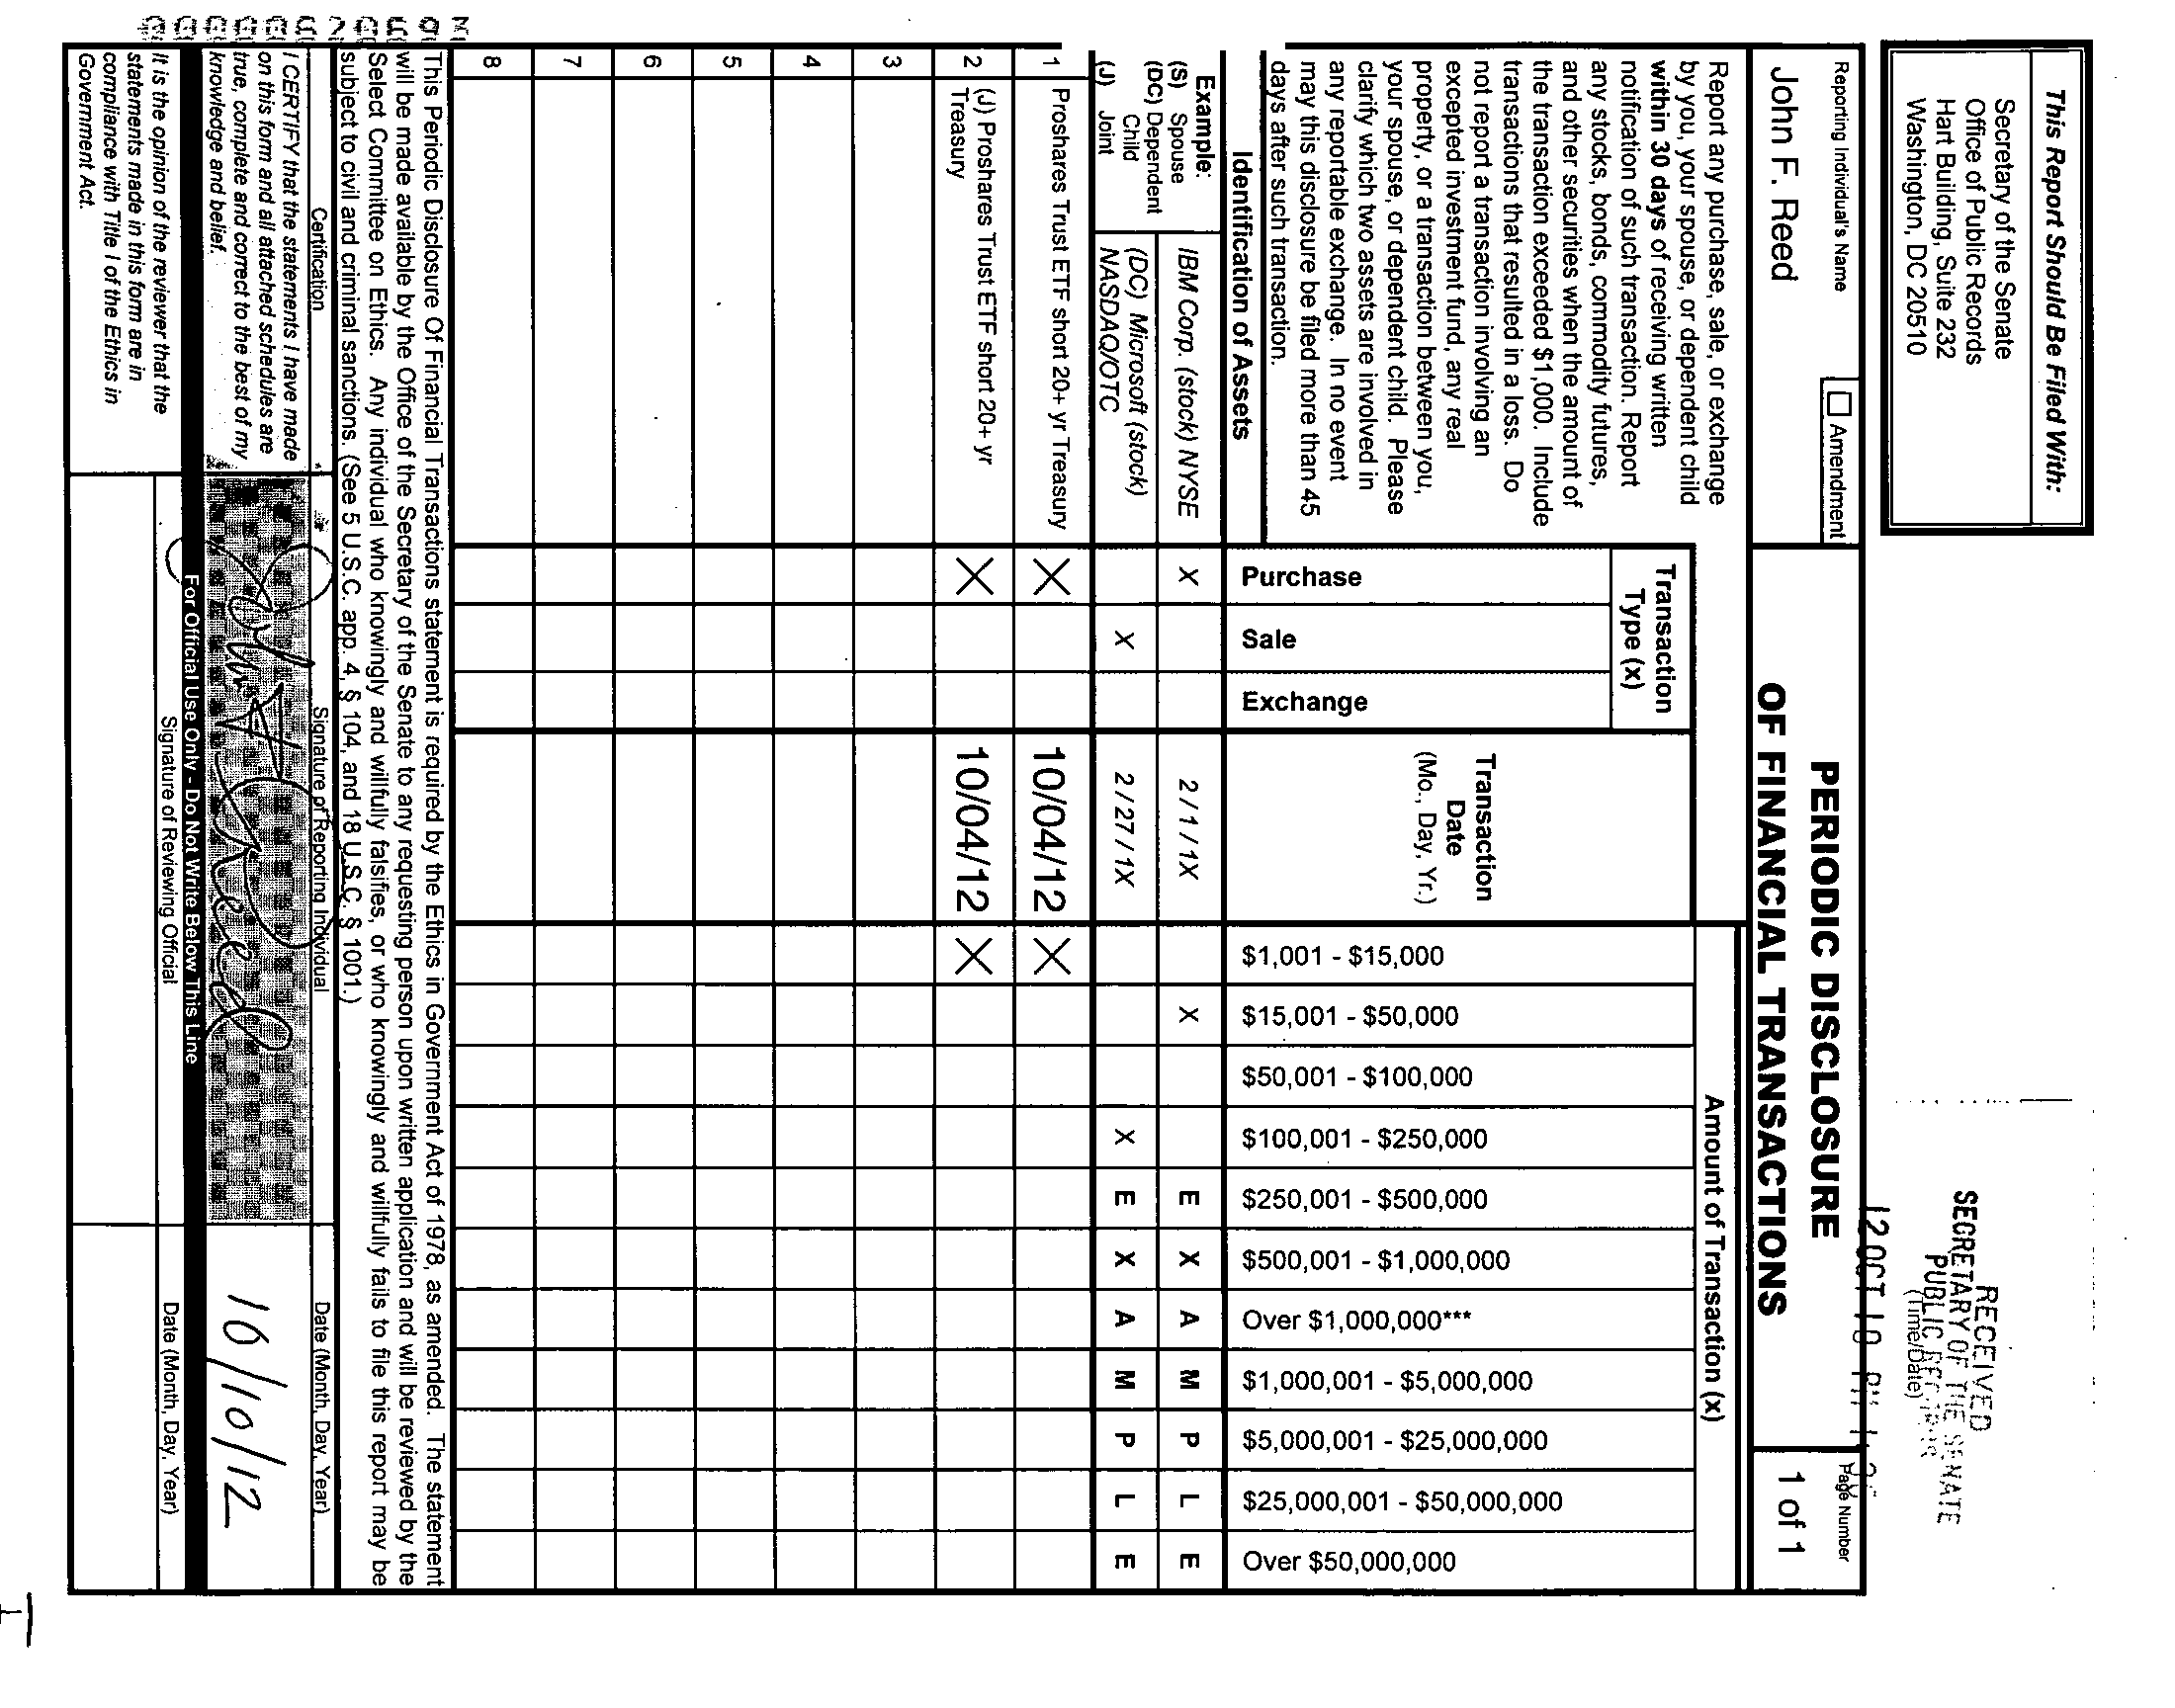 This Report Should Be Filed With:
Secretary of the Senate
Office of Public Records
Hart Building, Suite 232
Washington, DC 20510
RECEIVED
SECRETARY OF THE SENATE
PUBLIC
(Time/Date)
12 OCT 10 PM
Reporting Individual's Name
John F. Reed
☐ Amendment
PERIODIC DISCLOSURE
OF FINANCIAL TRANSACTIONS
Page Number
1 of 1
Report any purchase, sale, or exchange
by you, your spouse, or dependent child
within 30 days of receiving written
notification of such transaction. Report
any stocks, bonds, commodity futures,
and other securities when the amount of
the transaction exceeded $1,000. Include
transactions that resulted in a loss. Do
not report a transaction involving an
excepted investment fund, any real
property, or a transaction between you,
your spouse, or dependent child. Please
clarify which two assets are involved in
any reportable exchange. In no event
may this disclosure be filed more than 45
days after such transaction.
Identification of Assets
Transaction
Type (x)
Purchase
Sale
Exchange
Transaction
Date
(Mo., Day, Yr.)
Amount of Transaction (x)
$1,001 - $15,000
$15,001 - $50,000
$50,001 - $100,000
$100,001 - $250,000
$250,001 - $500,000
$500,001 - $1,000,000
Over $1,000,000***
$1,000,001 - $5,000,000
$5,000,001 - $25,000,000
$25,000,001 - $50,000,000
Over $50,000,000
Example:
(S) Spouse
(DC) Dependent
Child
(J) Joint
IBM Corp. (stock) NYSE X 2 / 1 / 1X X E X A M P L E
(DC) Microsoft (stock)
NASDAQ/OTC X 2 / 27 / 1X X E X A M P L E
1 Proshares Trust ETF short 20+ yr Treasury X 10/04/12 X
2 (J) Proshares Trust ETF short 20+ yr
Treasury X 10/04/12 X
3
4
5
6
7
8
This Periodic Disclosure Of Financial Transactions statement is required by the Ethics in Government Act of 1978, as amended. The statement
will be made available by the Office of the Secretary of the Senate to any requesting person upon written application and will be reviewed by the
Select Committee on Ethics. Any individual who knowingly and willfully falsifies, or who knowingly and willfully fails to file this report may be
subject to civil and criminal sanctions. (See 5 U.S.C. app. 4, § 104, and 18 U.S.C. § 1001.)
Certification
Signature of Reporting Individual
Date (Month, Day, Year)
I CERTIFY that the statements I have made
on this form and all attached schedules are
true, complete and correct to the best of my
knowledge and belief.
John F Reed
10/10/12
For Official Use Only - Do Not Write Below This Line
It is the opinion of the reviewer that the
statements made in this form are in
compliance with Title I of the Ethics in
Government Act.
Signature of Reviewing Official
Date (Month, Day, Year)